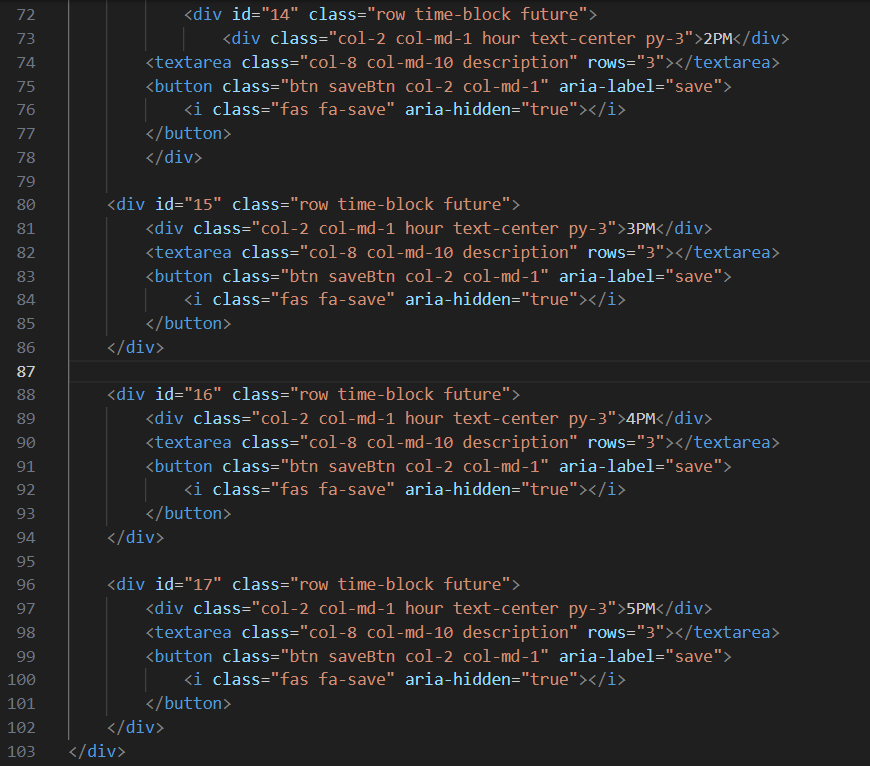 72 <div id="14" class="row time-block future">
73 <div class="col-2 col-md-1 hour text-center py-3">2PM</div>
74 <textarea class="col-8 col-md-10 description" rows="3"></textarea>
75 <button class="btn saveBtn col-2 col-md-1" aria-label="save">
76 <i class="fas fa-save" aria-hidden="true"></i>
77 </button>
78 </div>
79
80 <div id="15" class="row time-block future">
81 <div class="col-2 col-md-1 hour text-center py-3">3PM</div>
82 <textarea class="col-8 col-md-10 description" rows="3"></textarea>
83 <button class="btn saveBtn col-2 col-md-1" aria-label="save">
84 <i class="fas fa-save" aria-hidden="true"></i>
85 </button>
86 </div>
87
88 <div id="16" class="row time-block future">
89 <div class="col-2 col-md-1 hour text-center py-3">4PM</div>
90 <textarea class="col-8 col-md-10 description" rows="3"></textarea>
91 <button class="btn saveBtn col-2 col-md-1" aria-label="save">
92 <i class="fas fa-save" aria-hidden="true"></i>
93 </button>
94 </div>
95
96 <div id="17" class="row time-block future">
97 <div class="col-2 col-md-1 hour text-center py-3">5PM</div>
98 <textarea class="col-8 col-md-10 description" rows="3"></textarea>
99 <button class="btn saveBtn col-2 col-md-1" aria-label="save">
100 <i class="fas fa-save" aria-hidden="true"></i>
101 </button>
102 </div>
103 </div>